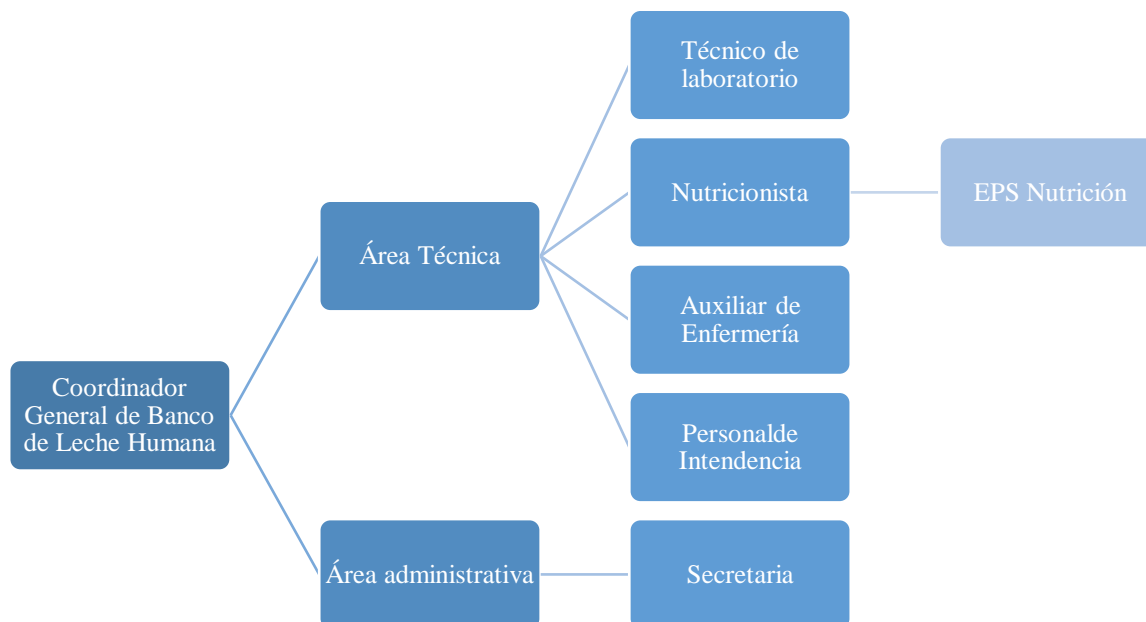 Técnico de
laboratorio
Nutricionista
EPS Nutrición
Área Técnica
Auxiliar de
Enfermería
Coordinador
General de Banco
de Leche Humana
Personalde
Intendencia
Área administrativa
Secretaria